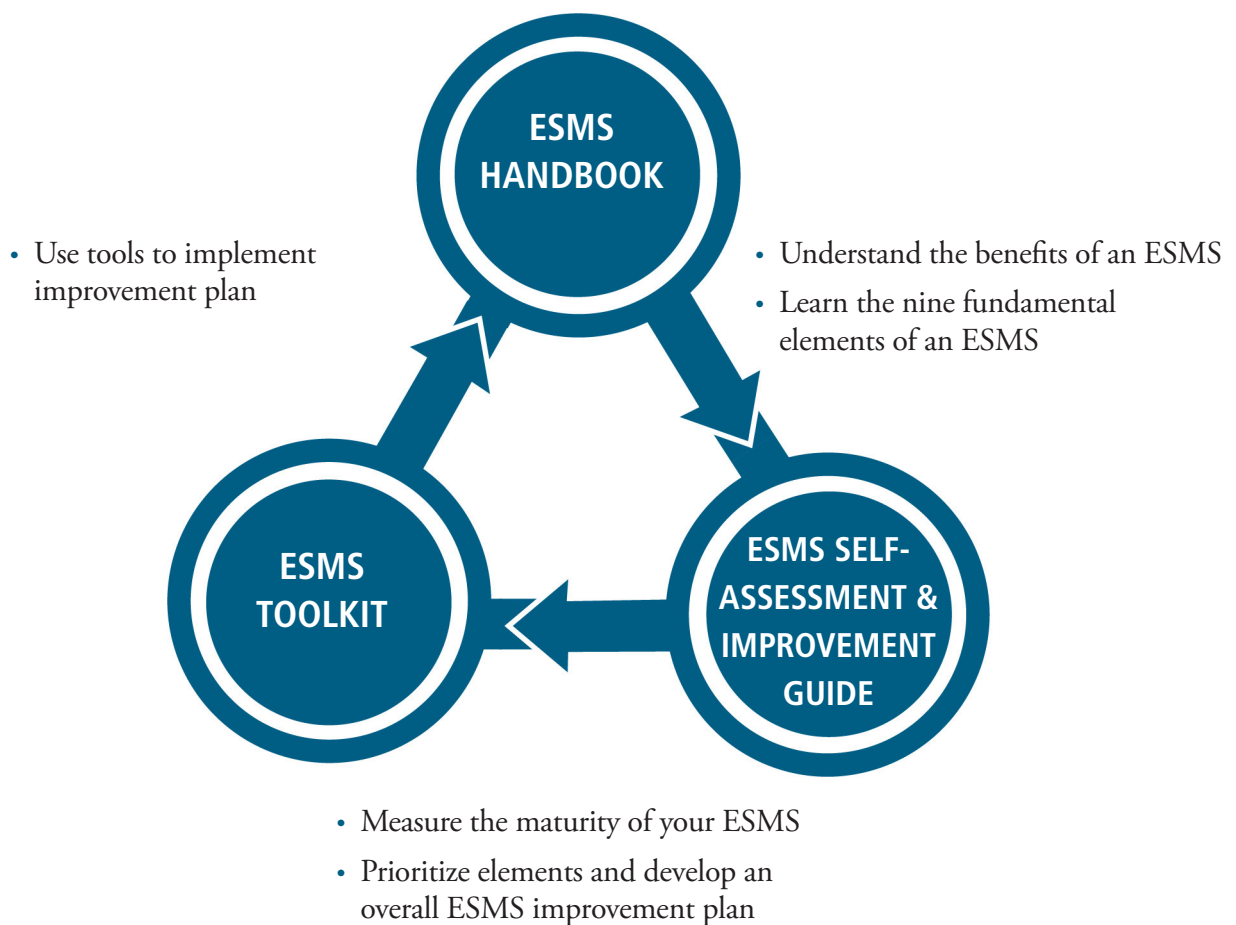 ESMS
HANDBOOK
• Use tools to implement
improvement plan
• Understand the benefits of an ESMS
• Learn the nine fundamental
elements of an ESMS
ESMS
TOOLKIT
ESMS SELF-
ASSESSMENT &
IMPROVEMENT
GUIDE
• Measure the maturity of your ESMS
• Prioritize elements and develop an
overall ESMS improvement plan